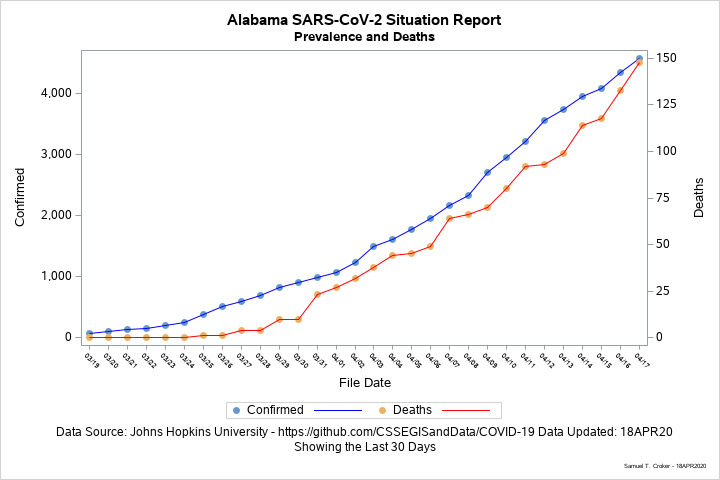 Alabama SARS-CoV-2 Situation Report
Prevalence and Deaths
Confirmed
4,000
3,000
2,000
1,000
0
150
125
100
75
50
25
0
Deaths
03/19 03/20 03/21 03/22 03/23 03/24 03/25 03/26 03/27 03/28 03/29 03/30 03/31 04/01 04/02 04/03 04/04 04/05 04/06 04/07 04/08 04/09 04/10 04/11 04/12 04/13 04/14 04/15 04/16 04/17
File Date
Confirmed Deaths
Data Source: Johns Hopkins University - https://github.com/CSSEGISandData/COVID-19 Data Updated: 18APR20
Showing the Last 30 Days
Samuel T. Croker - 18APR2020